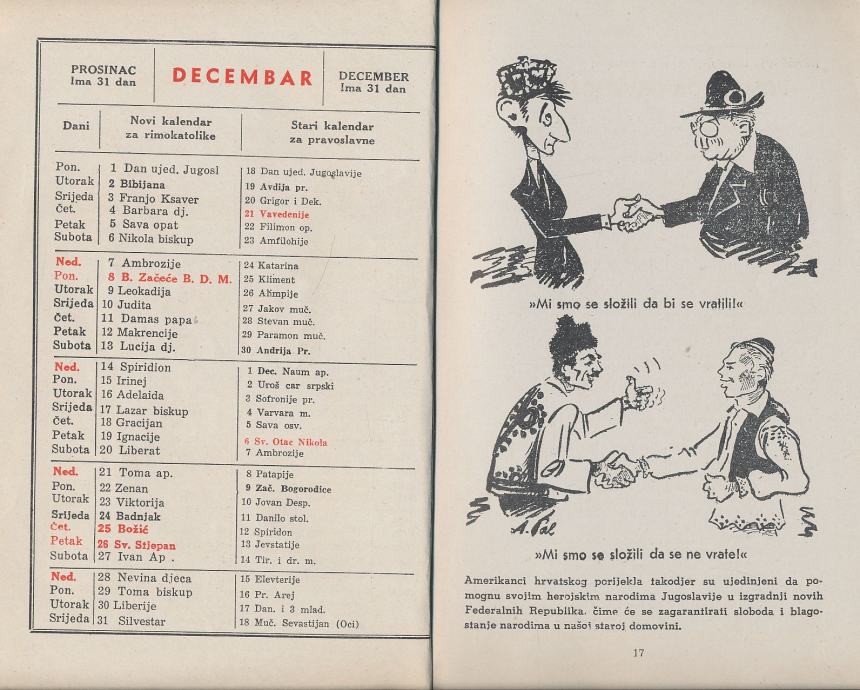 PROSINAC
Ima 31 dan
DECEMBAR
DECEMBER
Ima 31 dan
Dani
Novi kalendar
za rimokatolike
Stari kalendar
za pravoslavne
Pon. 1 Dan ujed. Jugosl 18 Dan ujed. Jugoslavije
Utorak 2 Bibijana 19 Avdija pr.
Srijeda 3 Franjo Ksaver 20 Grigor i Dek.
Čet. 4 Barbara dj. 21 Vavedenije
Petak 5 Sava opat 22 Filimon op.
Subota 6 Nikola biskup 23 Amfilohije
Ned. 7 Ambrozije 24 Katarina
Pon. 8 B. Začeće B. D. M. 25 Kliment
Utorak 9 Leokadija 26 Alimpije
Srijeda 10 Judita 27 Jakov muč.
Čet. 11 Damas papa 28 Stevan muč.
Petak 12 Makrencije 29 Paramon muč.
Subota 13 Lucija dj. 30 Andrija Pr.
Ned. 14 Spiridion 1 Dec. Naum ap.
Pon. 15 Irinej 2 Uroš car srpski
Utorak 16 Adelaida 3 Sofronije pr.
Srijeda 17 Lazar biskup 4 Varvara m.
Čet. 18 Gracijan 5 Sava osv.
Petak 19 Ignacije 6 Sv. Otac Nikola
Subota 20 Liberat 7 Ambrozije
Ned. 21 Toma ap. 8 Patapije
Pon. 22 Zenan 9 Zač. Bogorodice
Utorak 23 Viktorija 10 Jovan Desp.
Srijeda 24 Badnjak 11 Danilo stol.
Čet. 25 Božić 12 Spiridon
Petak 26 Sv. Stjepan 13 Jevstatije
Subota 27 Ivan Ap . 14 Tir. i dr. m.
Ned. 28 Nevina djeca 15 Elevterije
Pon. 29 Toma biskup 16 Pr. Arej
Utorak 30 Liberije 17 Dan. i 3 mlad.
Srijeda 31 Silvestar 18 Muč. Sevastijan (Oci)
»Mi smo se složili da bi se vratili!«
A. Pál
»Mi smo se složili da se ne vrate!«
Amerikanci hrvatskog porijekla takodjer su ujedinjeni da po-
mognu svojim herojskim narodima Jugoslavije u izgradnji novih
Federalnih Republika, čime će se zagarantirati sloboda i blago-
stanje narodima u našoj staroj domovini.
17